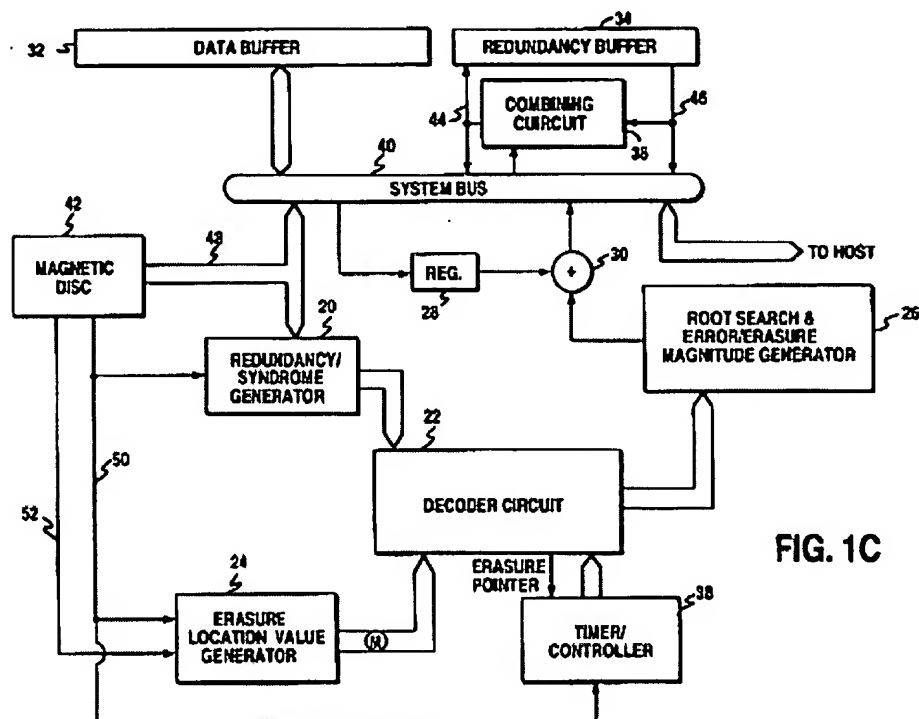 32
DATA BUFFER
34
REDUNDANCY BUFFER
44
COMBINING
CUIRCUIT
46
36
40
SYSTEM BUS
42
MAGNETIC
DISC
48
REG.
28
+
30
TO HOST
20
REDUNDANCY/
SYNDROME
GENERATOR
ROOT SEARCH &
ERROR/ERASURE
MAGNITUDE GENERATOR
26
22
DECODER CIRCUIT
50
52
24
ERASURE
LOCATION VALUE
GENERATOR
M
ERASURE
POINTER
38
TIMER/
CONTROLLER
FIG. 1C